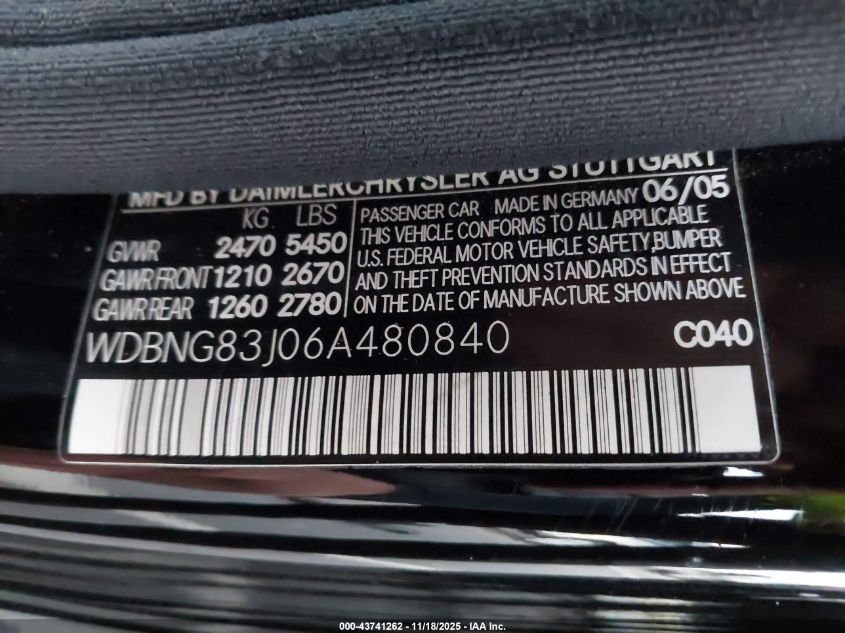 MFD BY DAIMLERCHRYSLER AG STUTTGART
KG LBS
GVWR 2470 5450
GAWR FRONT 1210 2670
GAWR REAR 1260 2780
PASSENGER CAR MADE IN GERMANY 06/05
THIS VEHICLE CONFORMS TO ALL APPLICABLE
U.S. FEDERAL MOTOR VEHICLE SAFETY, BUMPER
AND THEFT PREVENTION STANDARDS IN EFFECT
ON THE DATE OF MANUFACTURE SHOWN ABOVE
WDBNG83J06A480840 C040
000-43741262 - 11/18/2025 - IAA Inc.